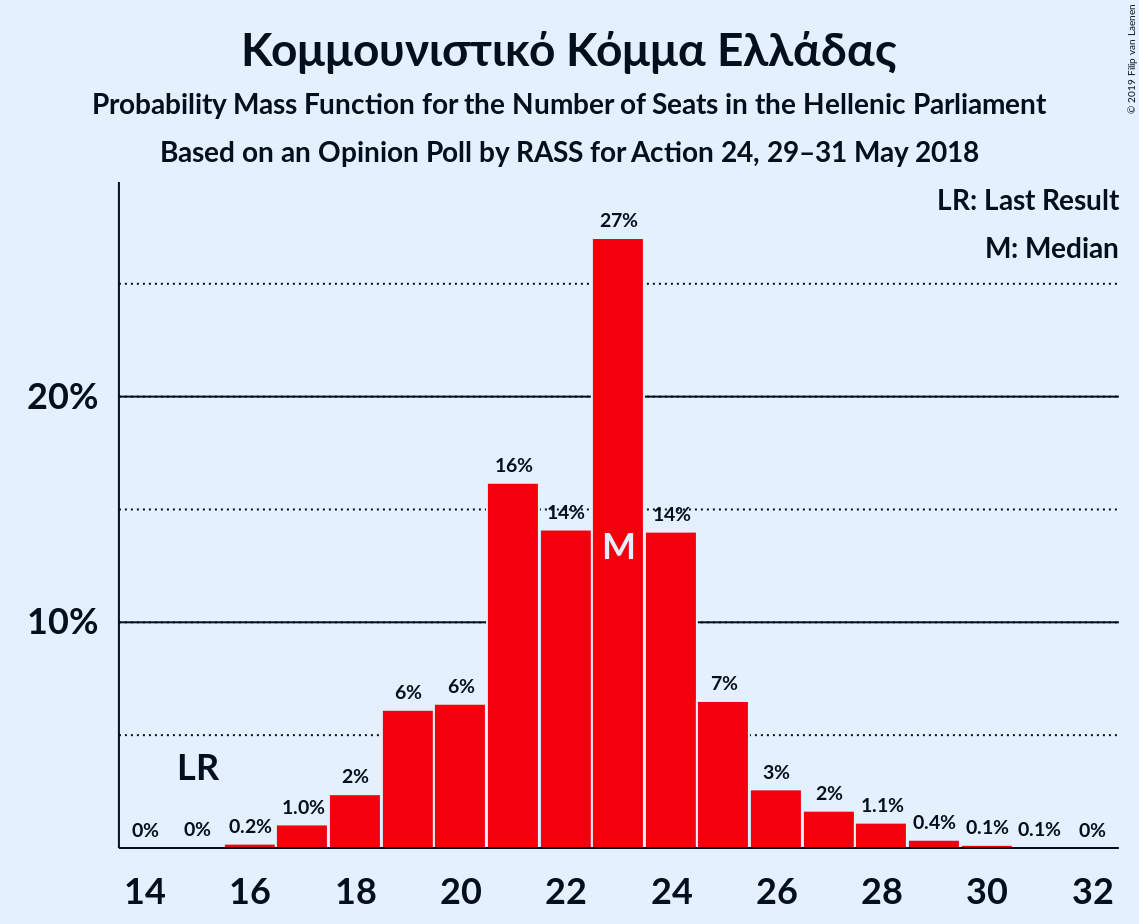 Κομμουνιστικό Κόμμα Ελλάδας
Probability Mass Function for the Number of Seats in the Hellenic Parliament
Based on an Opinion Poll by RASS for Action 24, 29–31 May 2018
© 2019 Filip van Laenen
LR: Last Result
M: Median
20%
10%
0%
0%
0.2%
1.0%
2%
6%
6%
16%
14%
27%
14%
7%
3%
2%
1.1%
0.4%
0.1%
0.1%
0%
LR
M
14 16 18 20 22 24 26 28 30 32